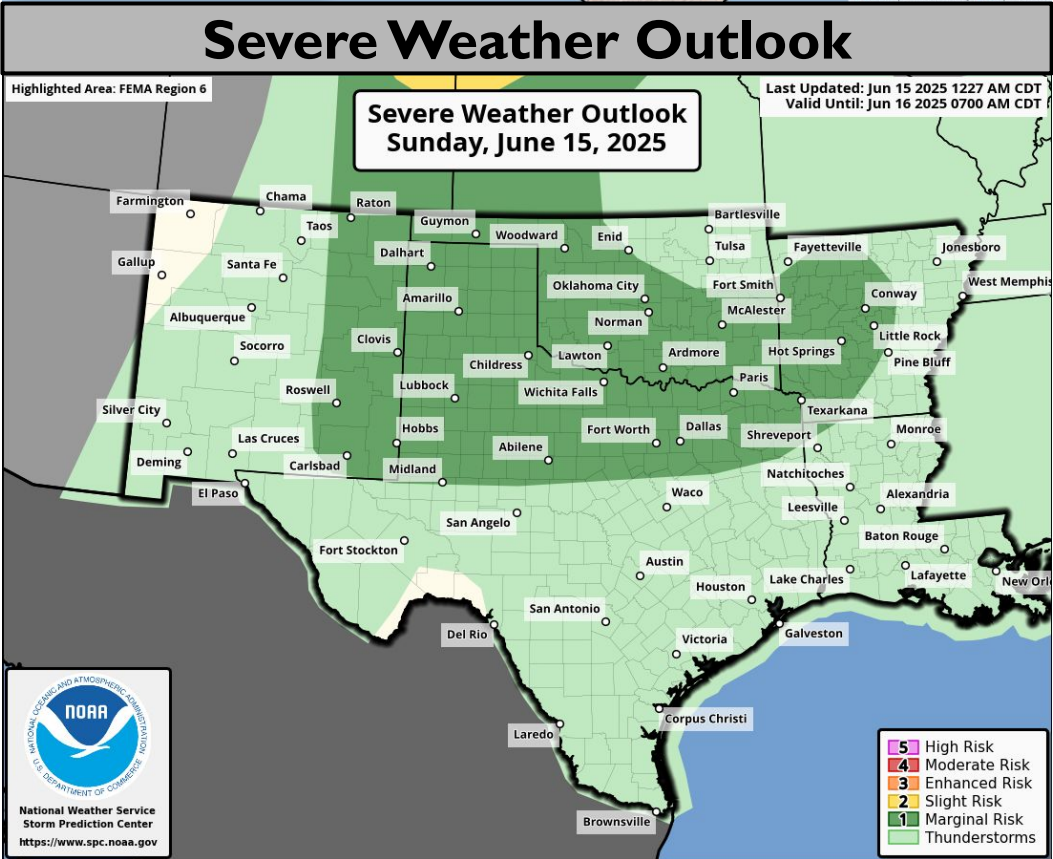 Severe Weather Outlook
Highlighted Area: FEMA Region 6
Last Updated: Jun 15 2025 1227 AM CDT
Valid Until: Jun 16 2025 0700 AM CDT
Severe Weather Outlook
Sunday, June 15, 2025
Farmington
Chama
Raton
Taos
Guymon
Woodward
Enid
Bartlesville
Tulsa
Fayetteville
Jonesboro
Gallup
Santa Fe
Dalhart
Oklahoma City
Fort Smith
West Memphis
Amarillo
Conway
Albuquerque
Norman
McAlester
Socorro
Clovis
Little Rock
Childress
Lawton
Ardmore
Hot Springs
Pine Bluff
Roswell
Lubbock
Wichita Falls
Paris
Silver City
Texarkana
Hobbs
Fort Worth
Dallas
Shreveport
Monroe
Las Cruces
Abilene
Deming
Carlsbad
Midland
Natchitoches
El Paso
Waco
Alexandria
San Angelo
Leesville
Fort Stockton
Baton Rouge
Austin
Houston
Lake Charles
Lafayette
New Orl
San Antonio
Del Rio
Victoria
Galveston
Laredo
Corpus Christi
Brownsville
NATIONAL OCEANIC AND ATMOSPHERIC ADMINISTRATION
NOAA
U.S. DEPARTMENT OF COMMERCE
National Weather Service
Storm Prediction Center
https://www.spc.noaa.gov
5 High Risk
4 Moderate Risk
3 Enhanced Risk
2 Slight Risk
1 Marginal Risk
Thunderstorms